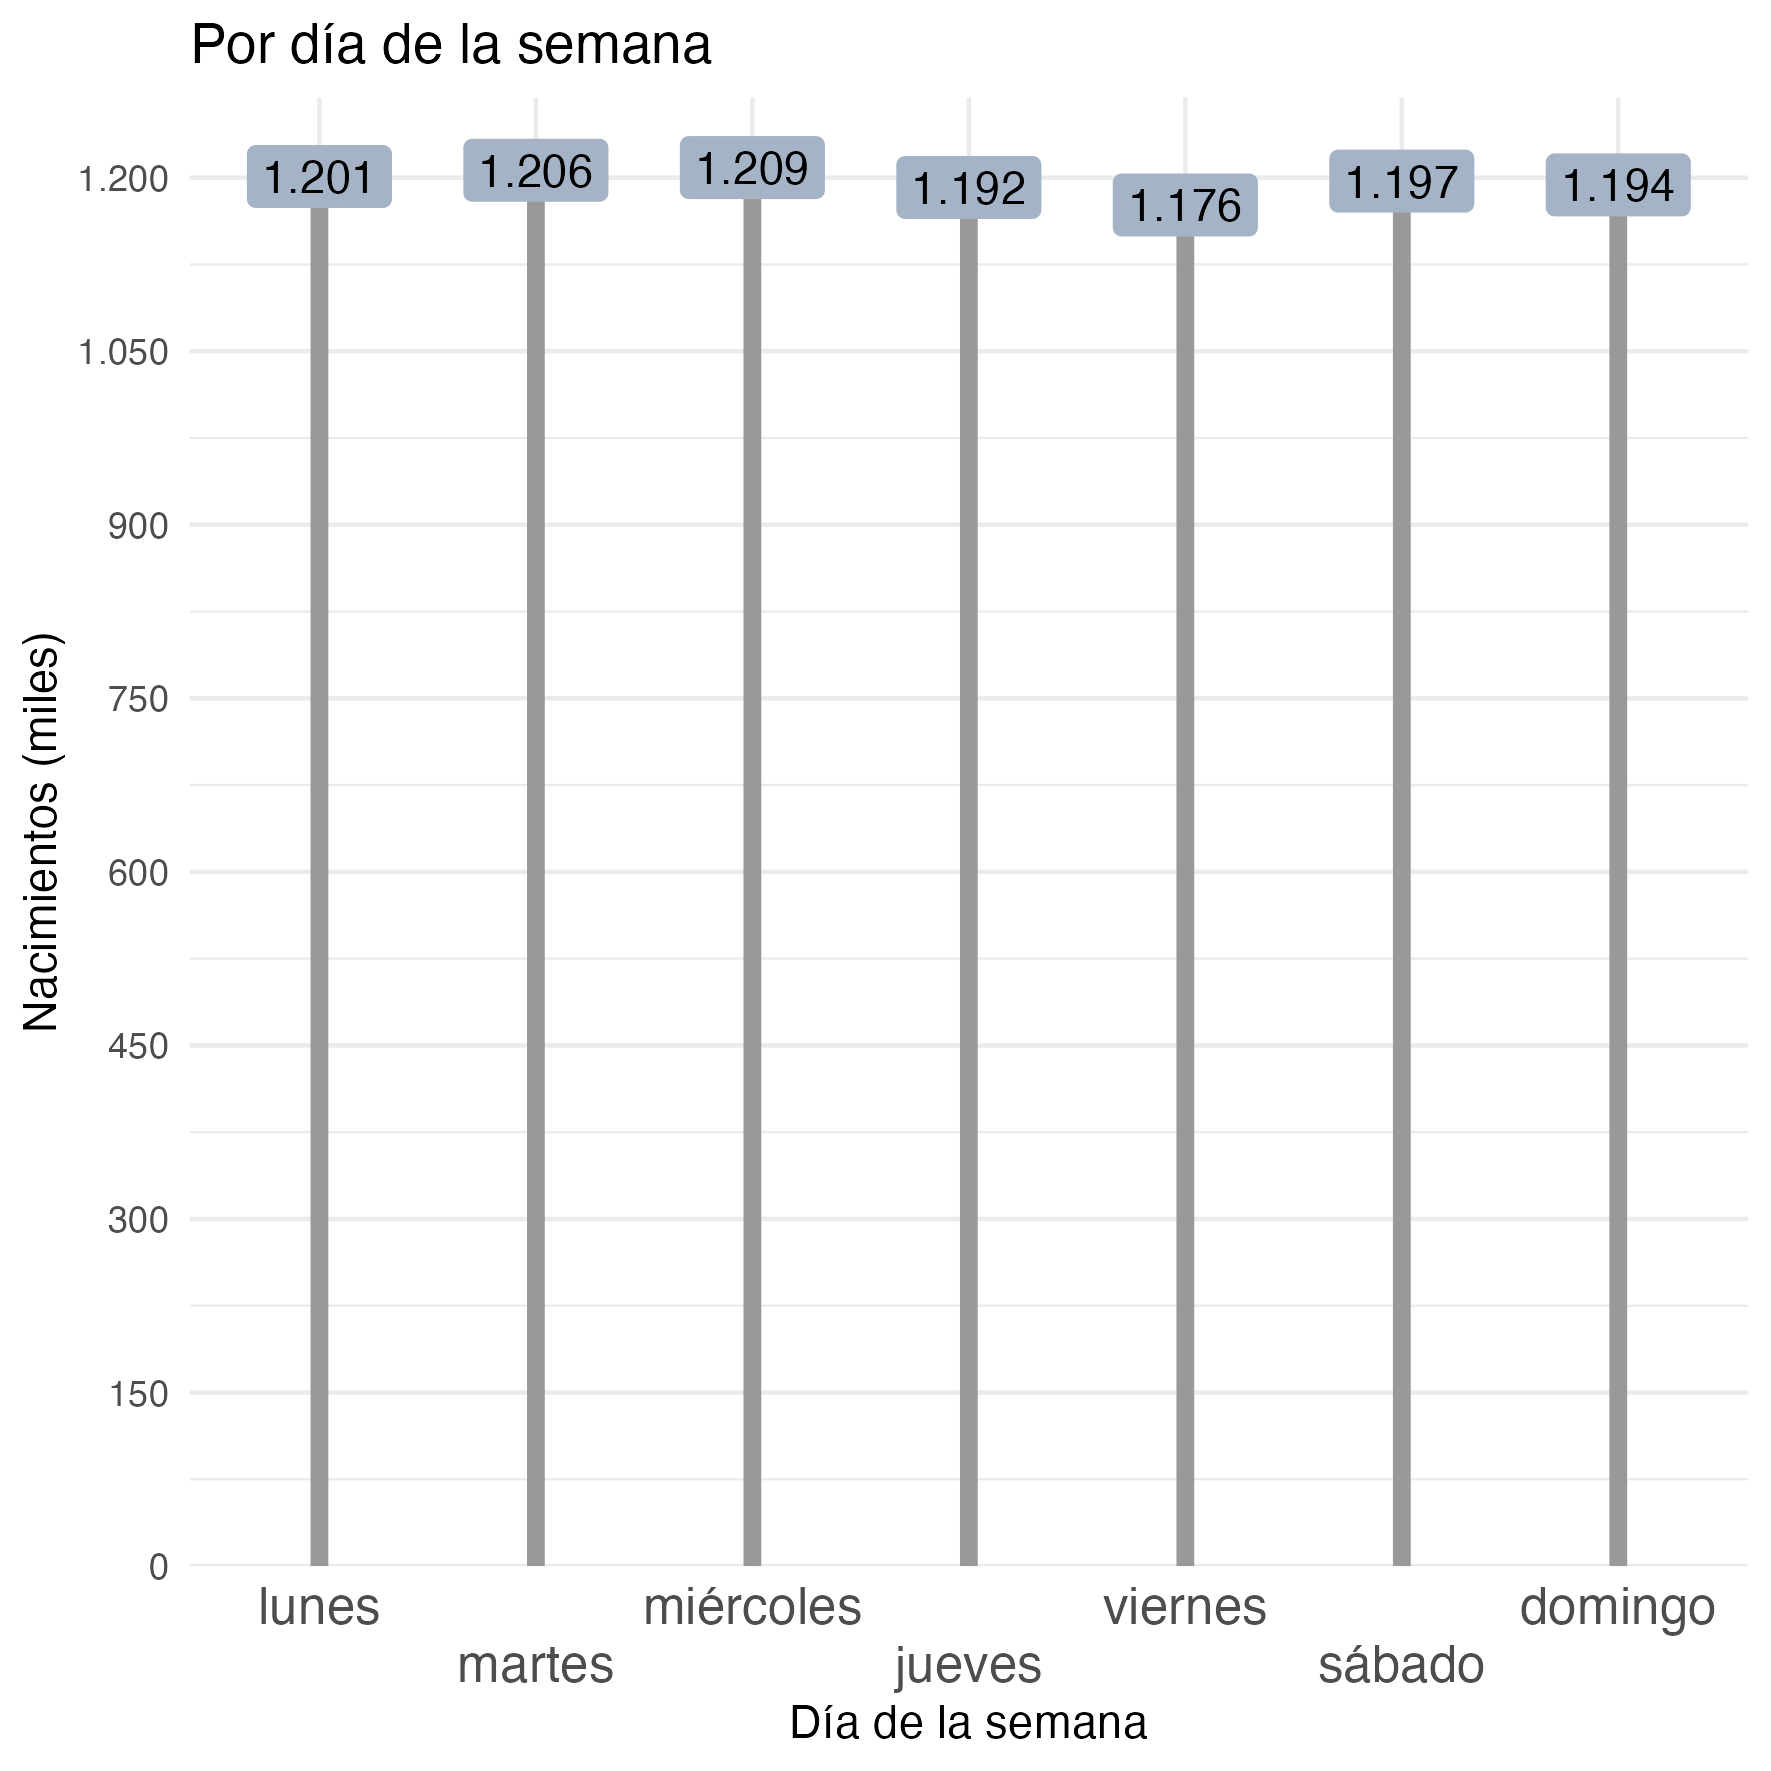 Por día de la semana
Nacimientos (miles)
1.200
1.050
900
750
600
450
300
150
0
1.201
1.206
1.209
1.192
1.176
1.197
1.194
lunes
martes
miércoles
jueves
viernes
sábado
domingo
Día de la semana